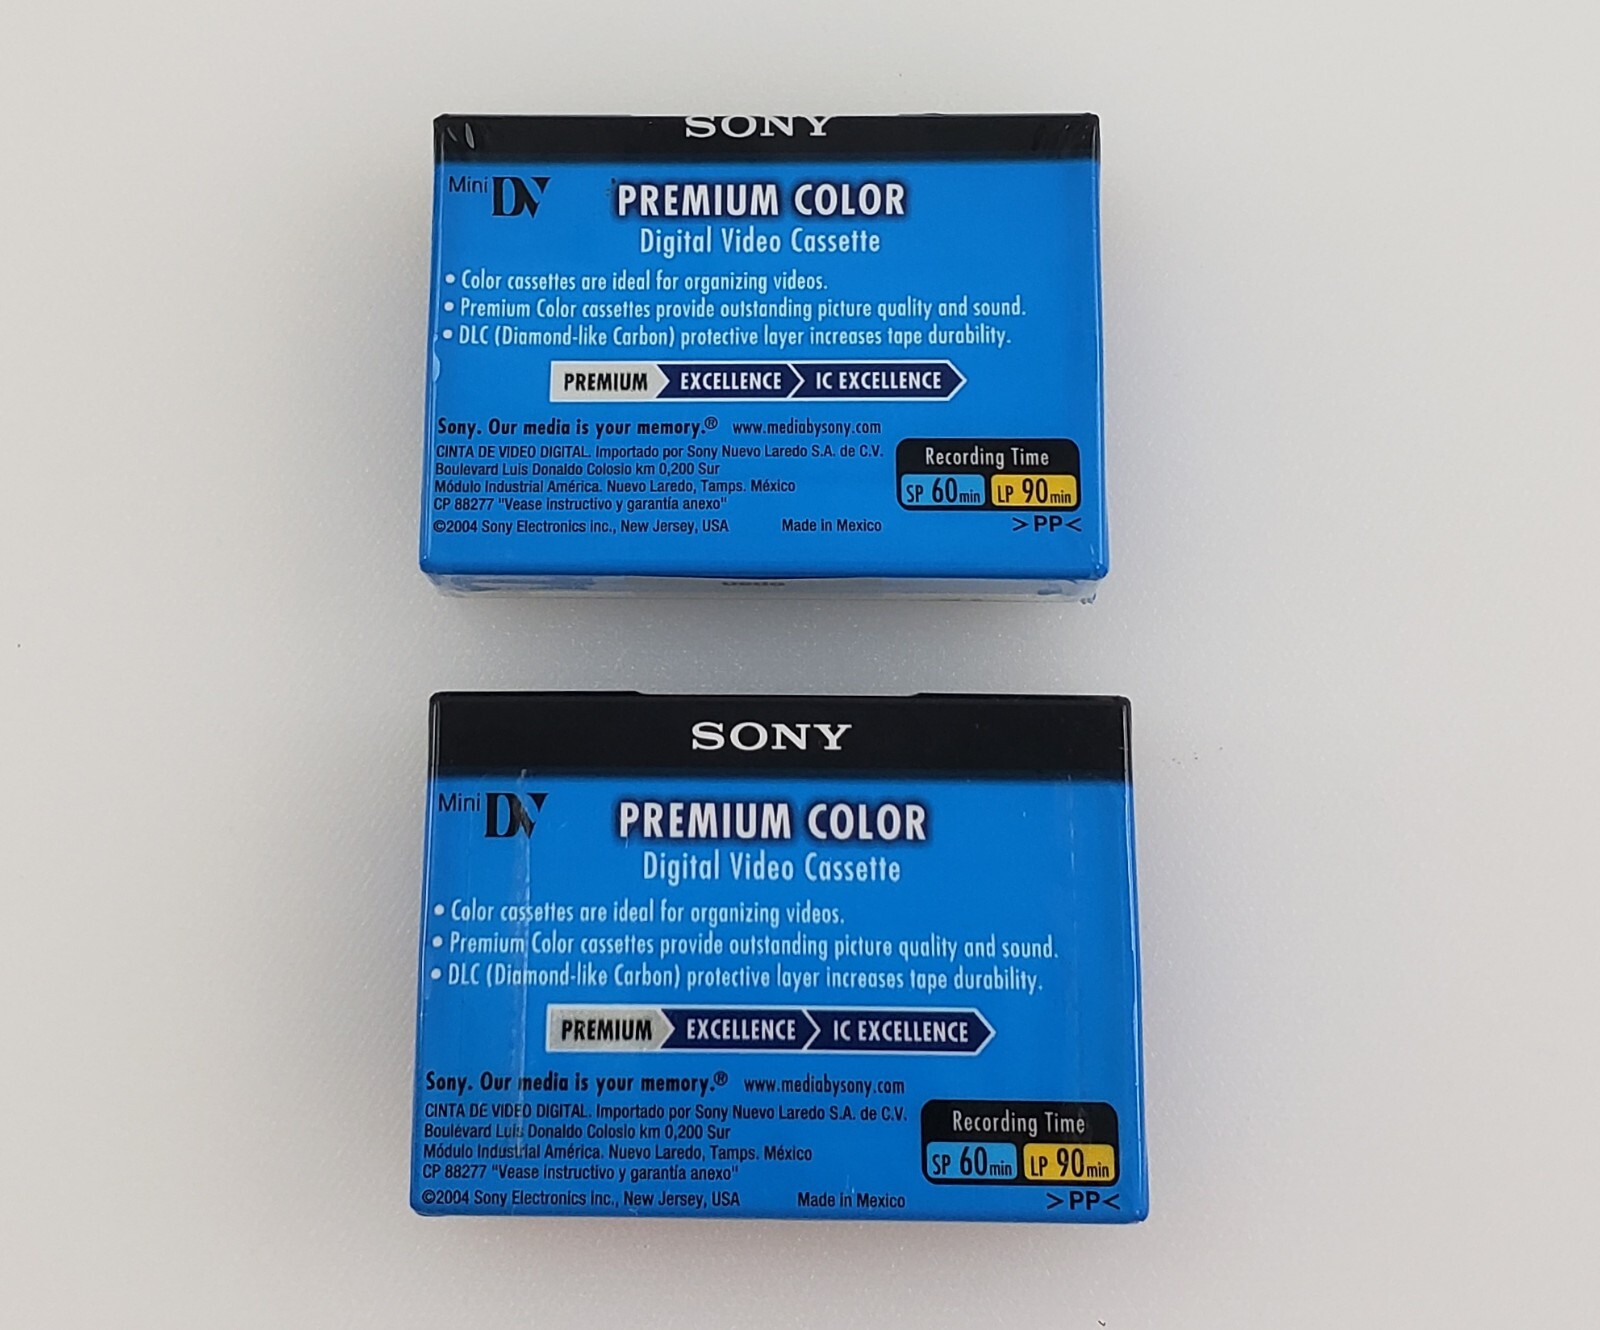 SONY
Mini DV
PREMIUM COLOR
Digital Video Cassette
• Color cassettes are ideal for organizing videos.
• Premium Color cassettes provide outstanding picture quality and sound.
• DLC (Diamond-like Carbon) protective layer increases tape durability.
PREMIUM EXCELLENCE IC EXCELLENCE
Sony. Our media is your memory.® www.mediabysony.com
CINTA DE VIDEO DIGITAL. Importado por Sony Nuevo Laredo S.A. de C.V.
Boulevard Luis Donaldo Colosio km 0,200 Sur
Módulo Industrial América. Nuevo Laredo, Tamps. México
CP 88277 "Vease instructivo y garantía anexo"
©2004 Sony Electronics Inc., New Jersey, USA Made in Mexico
Recording Time
SP 60min LP 90min
>PP<
SONY
Mini DV
PREMIUM COLOR
Digital Video Cassette
• Color cassettes are ideal for organizing videos.
• Premium Color cassettes provide outstanding picture quality and sound.
• DLC (Diamond-like Carbon) protective layer increases tape durability.
PREMIUM EXCELLENCE IC EXCELLENCE
Sony. Our media is your memory.® www.mediabysony.com
CINTA DE VIDEO DIGITAL. Importado por Sony Nuevo Laredo S.A. de C.V.
Boulevard Luis Donaldo Colosio km 0,200 Sur
Módulo Industrial América. Nuevo Laredo, Tamps. México
CP 88277 "Vease instructivo y garantía anexo"
©2004 Sony Electronics Inc., New Jersey, USA Made in Mexico
Recording Time
SP 60min LP 90min
>PP<